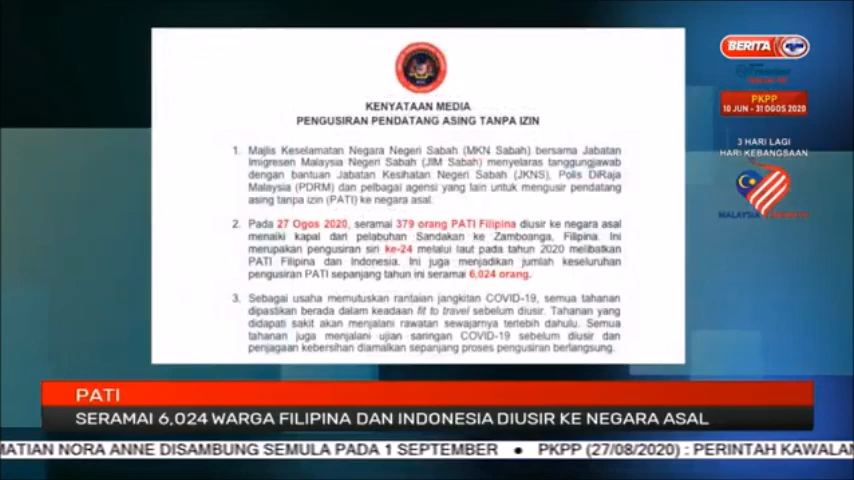 KENYATAAN MEDIA
PENGUSIRAN PENDATANG ASING TANPA IZIN
1. Majlis Keselamatan Negara Negeri Sabah (MKN Sabah) bersama Jabatan
Imigresen Malaysia Negeri Sabah (JIM Sabah) menyelaras tanggungjawab
dengan bantuan Jabatan Kesihatan Negeri Sabah (JKNS), Polis DiRaja
Malaysia (PDRM) dan pelbagai agensi yang lain untuk mengusir pendatang
asing tanpa izin (PATI) ke negara asal.
2. Pada 27 Ogos 2020, seramai 379 orang PATI Filipina diusir ke negara asal
menaiki kapal dari pelabuhan Sandakan ke Zamboanga, Filipina. Ini
merupakan pengusiran siri ke-24 melalui laut pada tahun 2020 melibatkan
PATI Filipina dan Indonesia. Ini juga menjadikan jumlah keseluruhan
pengusiran PATI sepanjang tahun ini seramai 6,024 orang.
3. Sebagai usaha memutuskan rantaian jangkitan COVID-19, semua tahanan
dipastikan berada dalam keadaan fit to travel sebelum diusir. Tahanan yang
didapati sakit akan menjalani rawatan sewajarnya terlebih dahulu. Semua
tahanan juga menjalani ujian saringan COVID-19 sebelum diusir dan
penjagaan kebersihan diamalkan sepanjang proses pengusiran berlangsung.
BERITA
PKPP
10 JUN - 31 OGOS 2020
3 HARI LAGI
HARI KEBANGSAAN
MALAYSIA
PATI
SERAMAI 6,024 WARGA FILIPINA DAN INDONESIA DIUSIR KE NEGARA ASAL
MATIAN NORA ANNE DISAMBUNG SEMULA PADA 1 SEPTEMBER ● PKPP (27/08/2020) : PERINTAH KAWALAN